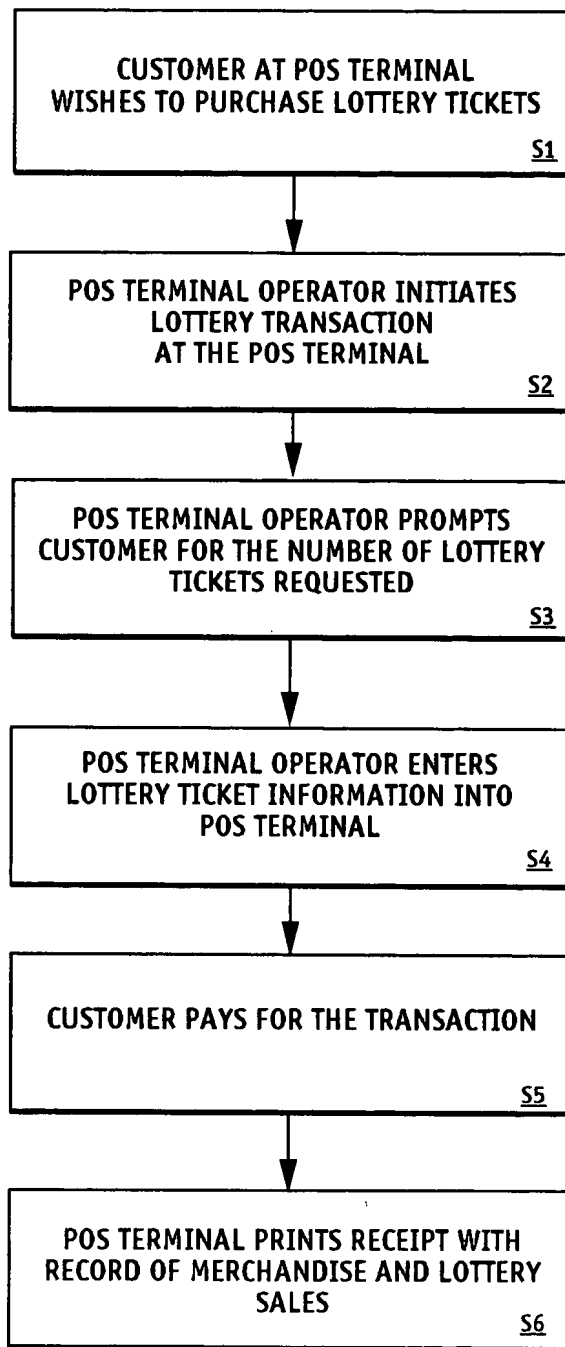 CUSTOMER AT POS TERMINAL
WISHES TO PURCHASE LOTTERY TICKETS
S1
POS TERMINAL OPERATOR INITIATES
LOTTERY TRANSACTION
AT THE POS TERMINAL
S2
POS TERMINAL OPERATOR PROMPTS
CUSTOMER FOR THE NUMBER OF LOTTERY
TICKETS REQUESTED
S3
POS TERMINAL OPERATOR ENTERS
LOTTERY TICKET INFORMATION INTO
POS TERMINAL
S4
CUSTOMER PAYS FOR THE TRANSACTION
S5
POS TERMINAL PRINTS RECEIPT WITH
RECORD OF MERCHANDISE AND LOTTERY
SALES
S6